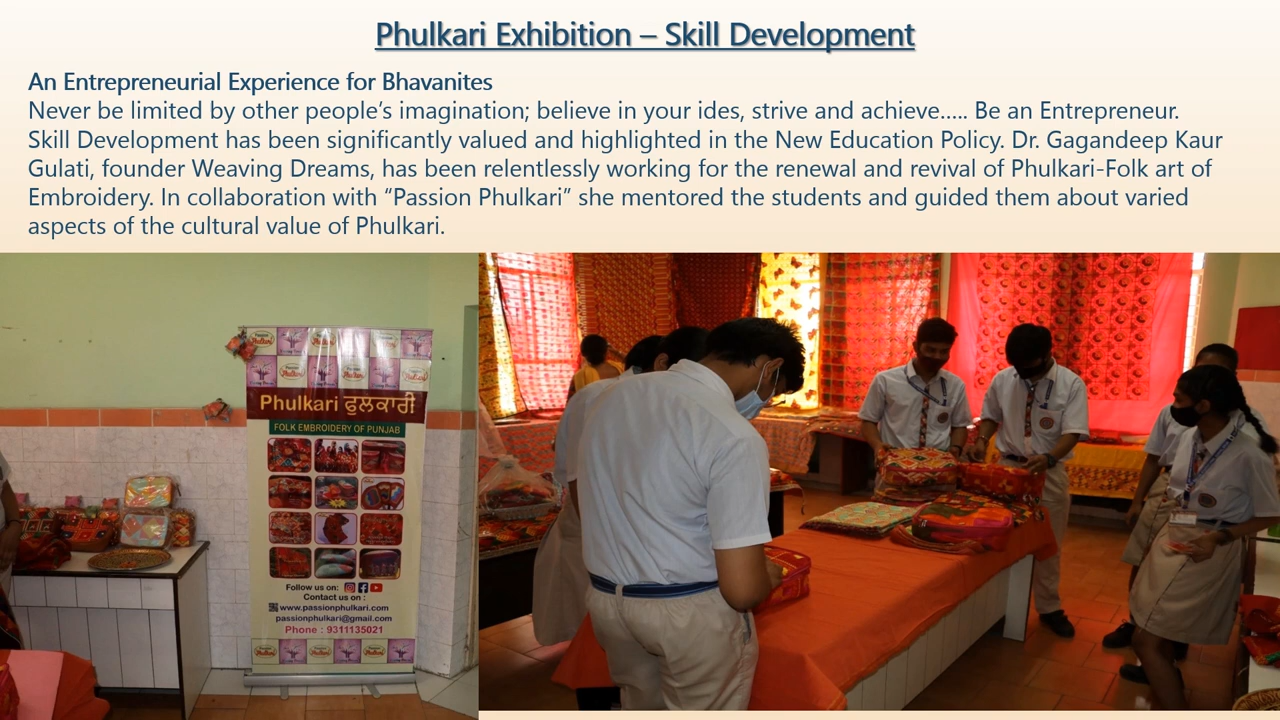 Phulkari Exhibition – Skill Development
An Entrepreneurial Experience for Bhavanites
Never be limited by other people's imagination; believe in your ides, strive and achieve..... Be an Entrepreneur.
Skill Development has been significantly valued and highlighted in the New Education Policy. Dr. Gagandeep Kaur
Gulati, founder Weaving Dreams, has been relentlessly working for the renewal and revival of Phulkari-Folk art of
Embroidery. In collaboration with “Passion Phulkari” she mentored the students and guided them about varied
aspects of the cultural value of Phulkari.
Phulkari ਫੁਲਕਾਰੀ
FOLK EMBROIDERY OF PUNJAB
Follow us on:
Contact us on :
www.passionphulkari.com
passionphulkari@gmail.com
Phone : 9311135021